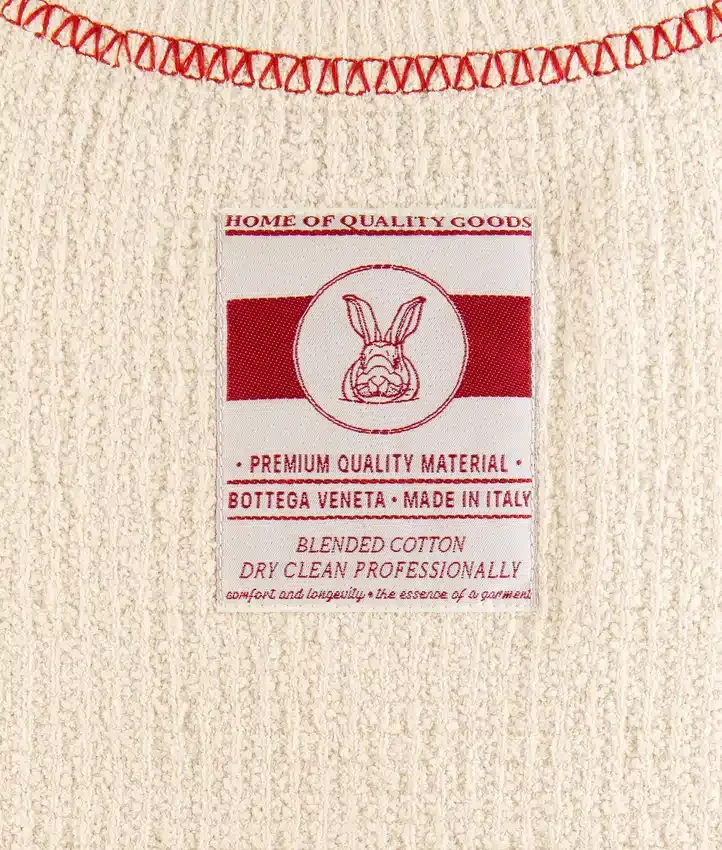 HOME OF QUALITY GOODS
• PREMIUM QUALITY MATERIAL •
BOTTEGA VENETA • MADE IN ITALY
BLENDED COTTON
DRY CLEAN PROFESSIONALLY
comfort and longevity • the essence of a garment